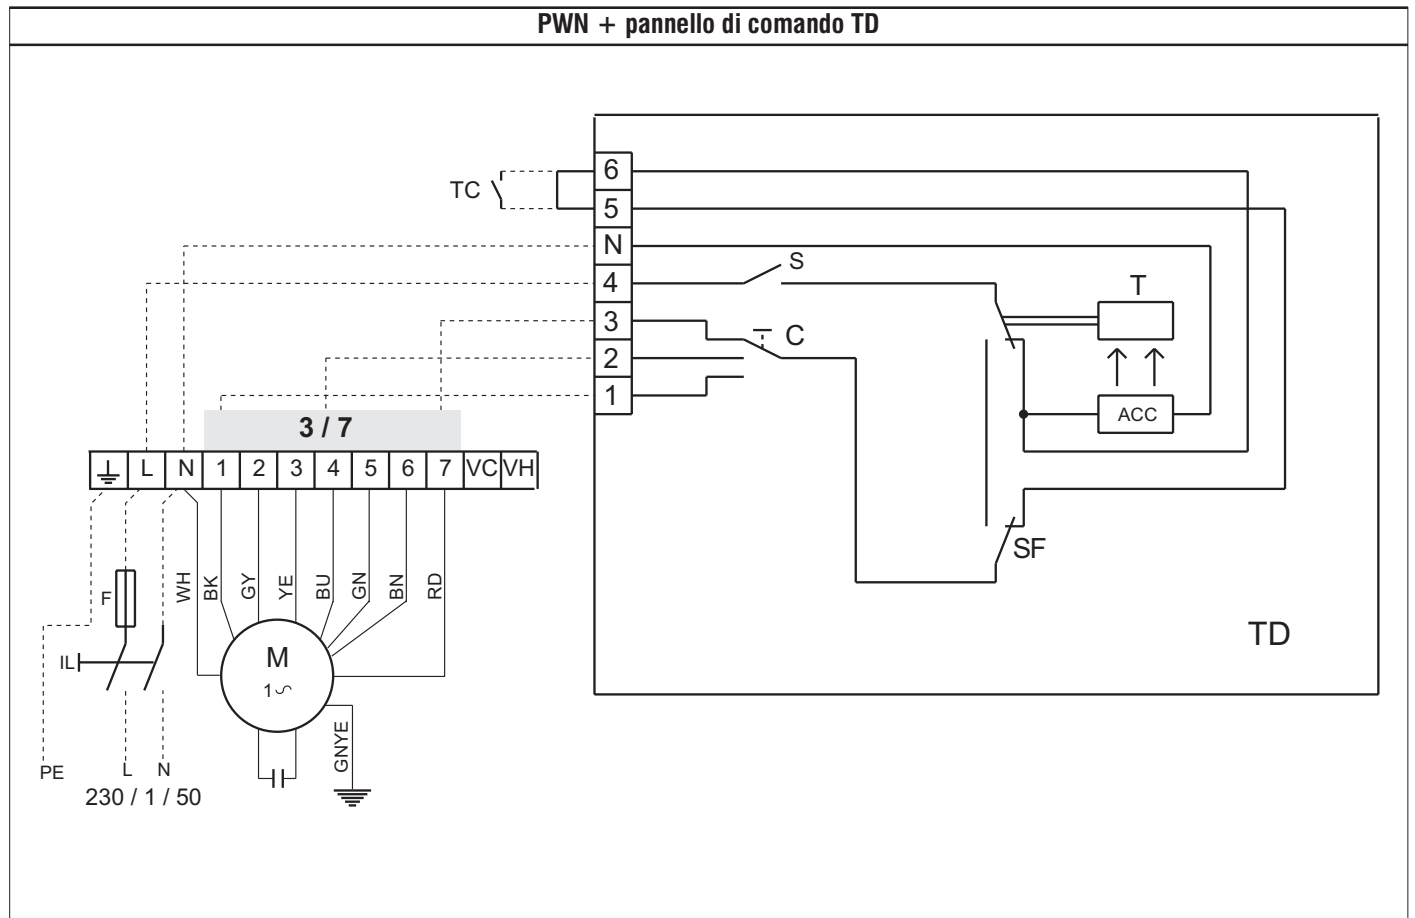 PWN + pannello di comando TD
TC
6
5
N
4
3
2
1
S
C
T
ACC
SF
TD
3 / 7
L N 1 2 3 4 5 6 7 VC VH
WH BK GY YE BU GN BN RD
F
IL
M
1
GNYE
PE L N
230 / 1 / 50